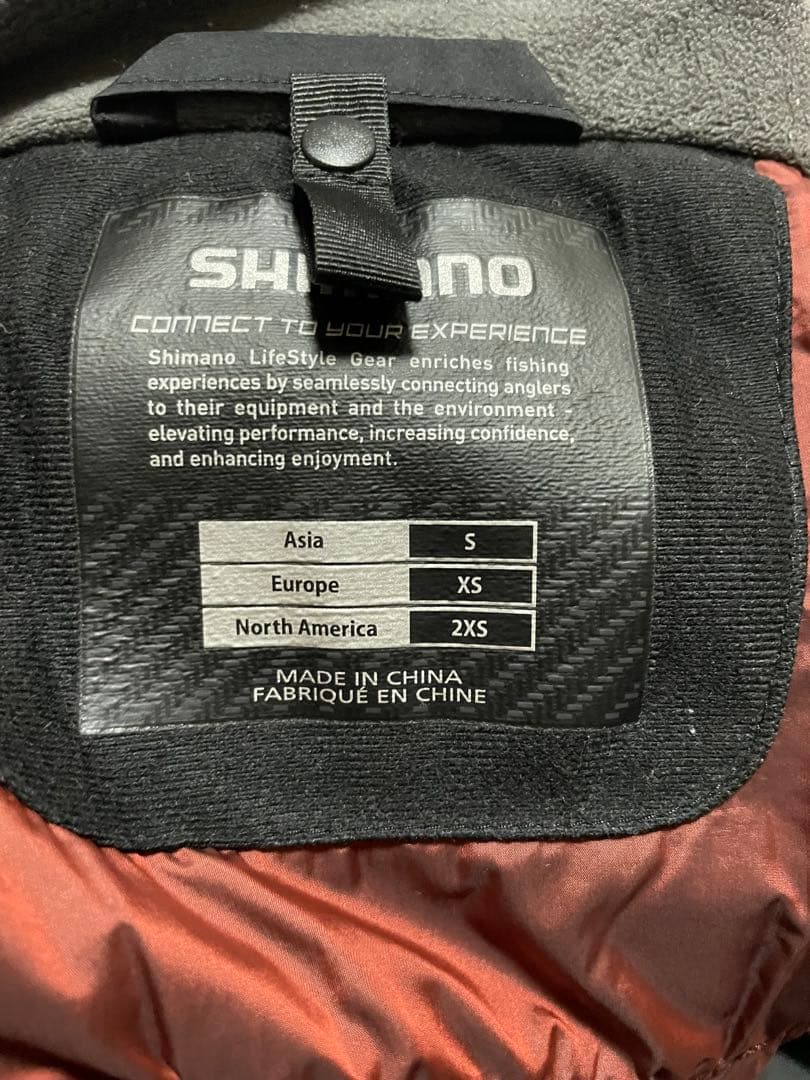 SHIMANO
CONNECT TO YOUR EXPERIENCE
Shimano LifeStyle Gear enriches fishing
experiences by seamlessly connecting anglers
to their equipment and the environment -
elevating performance, increasing confidence,
and enhancing enjoyment.
Asia S
Europe XS
North America 2XS
MADE IN CHINA
FABRIQUÉ EN CHINE